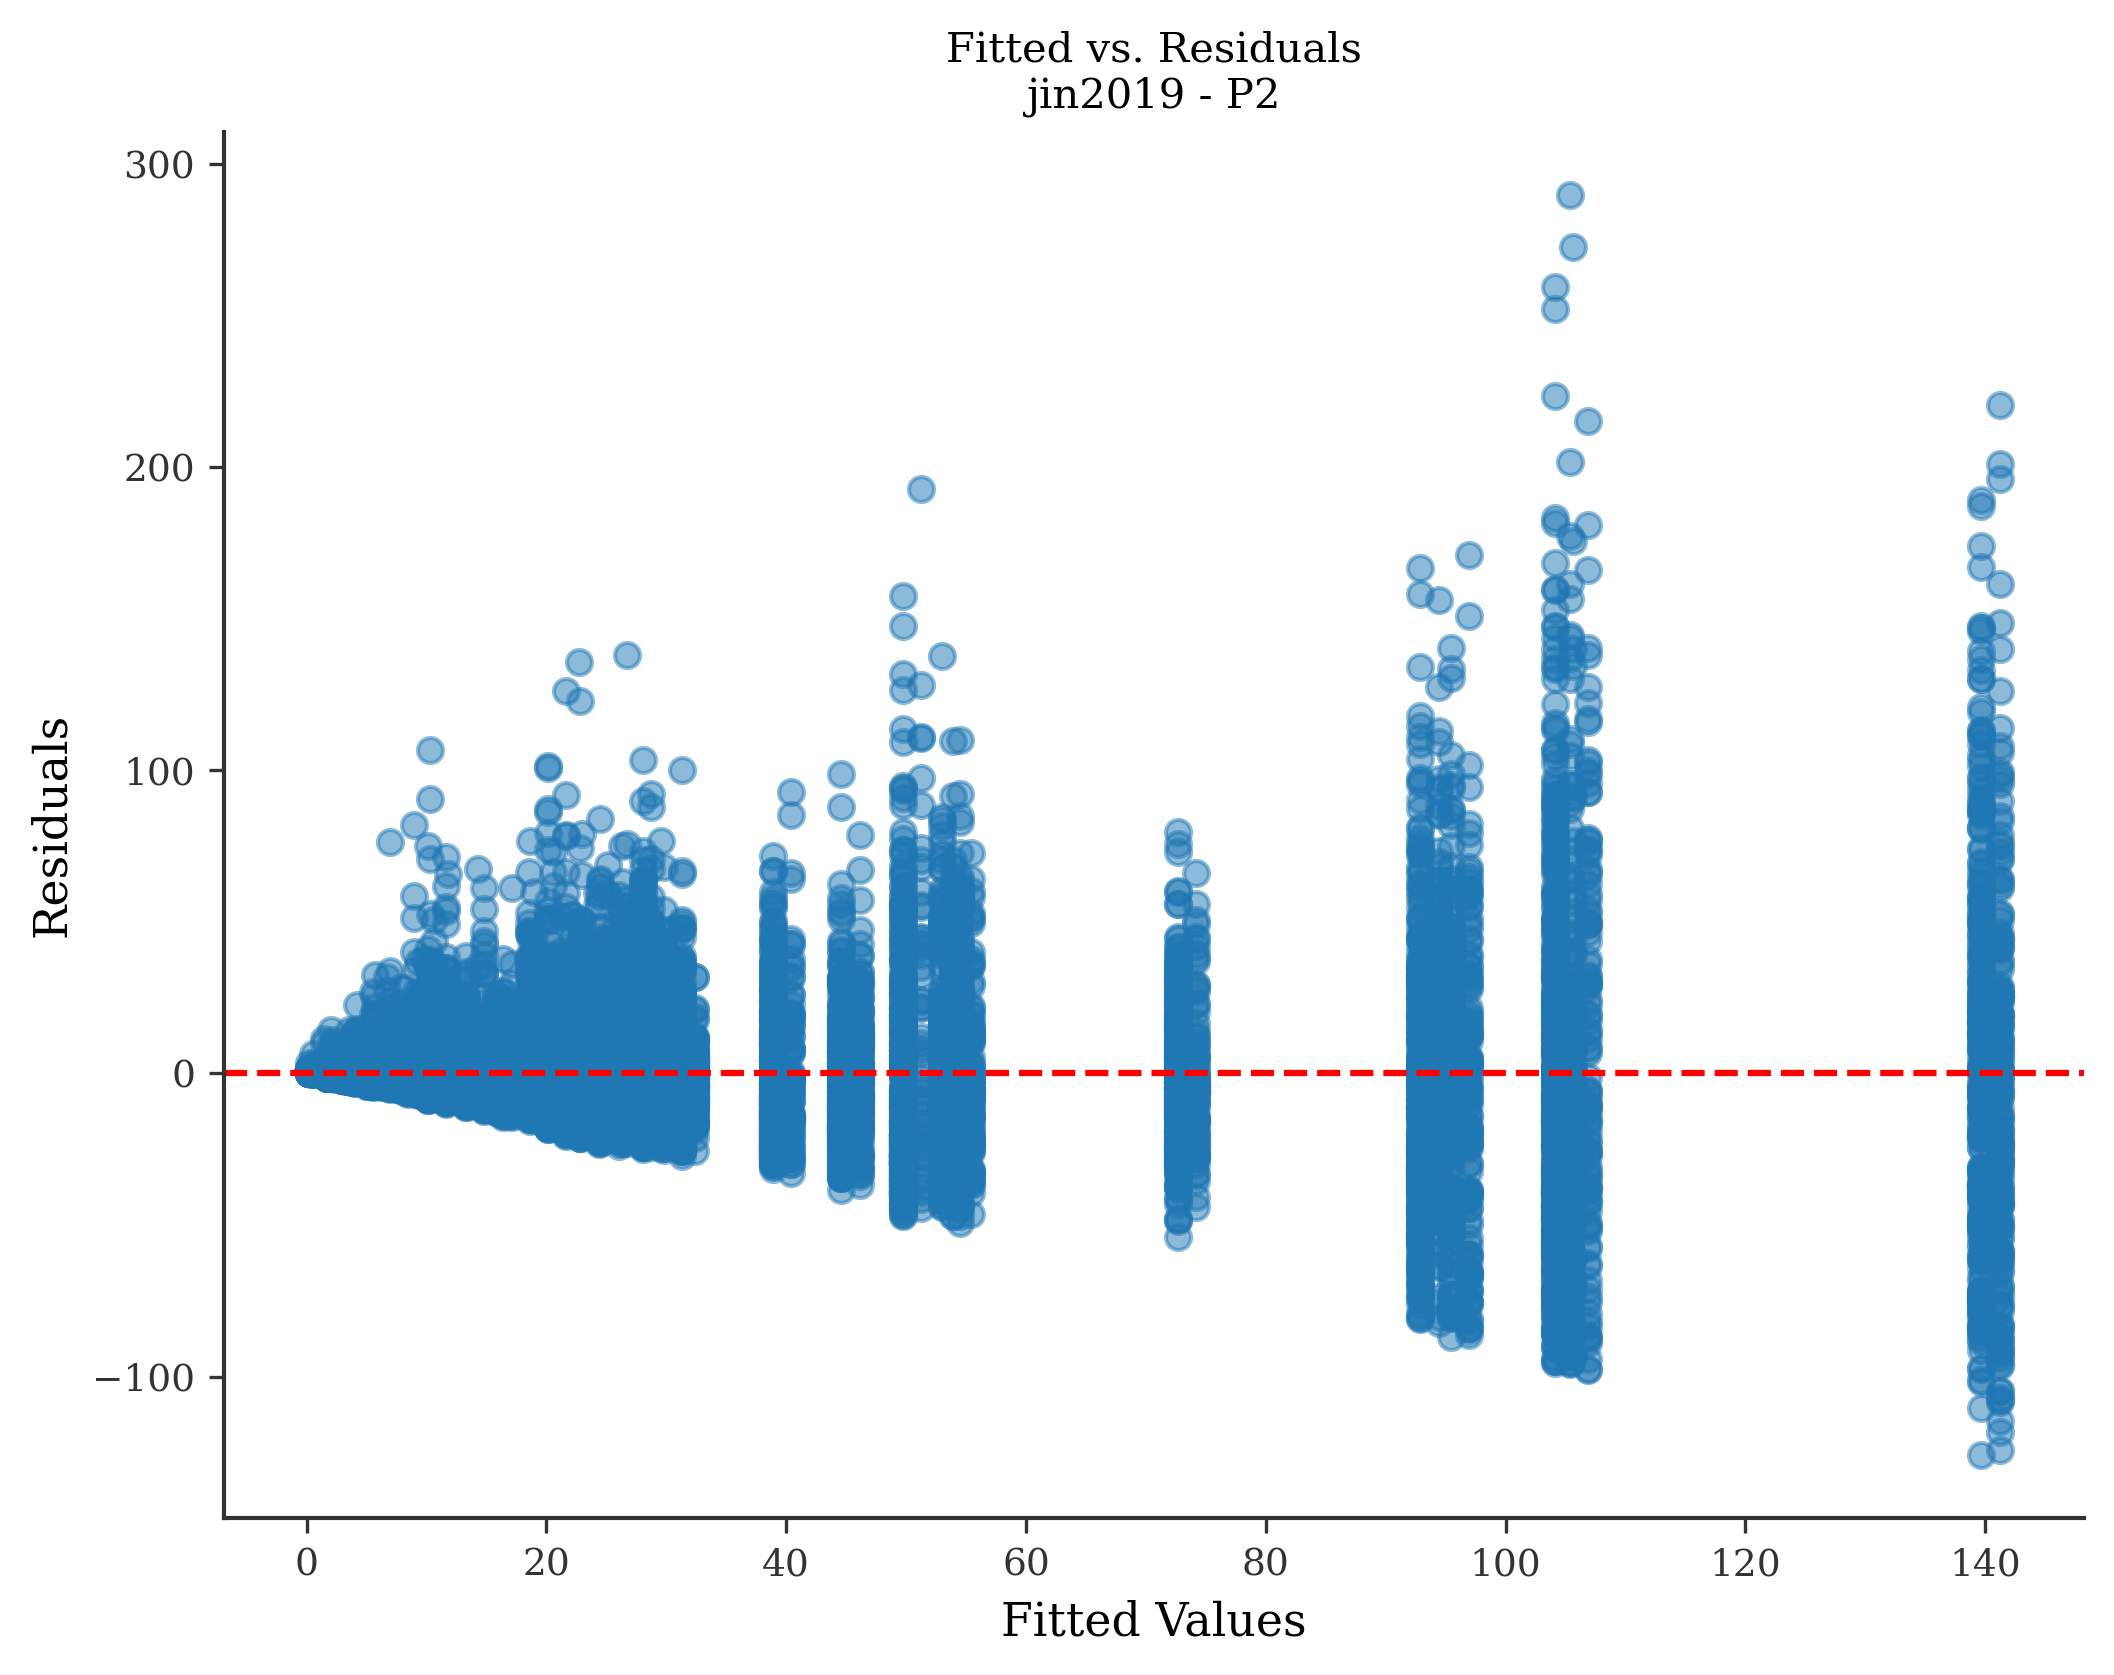 Fitted vs. Residuals
jin2019 - P2
300
200
100
0
−100
Residuals
0 20 40 60 80 100 120 140
Fitted Values